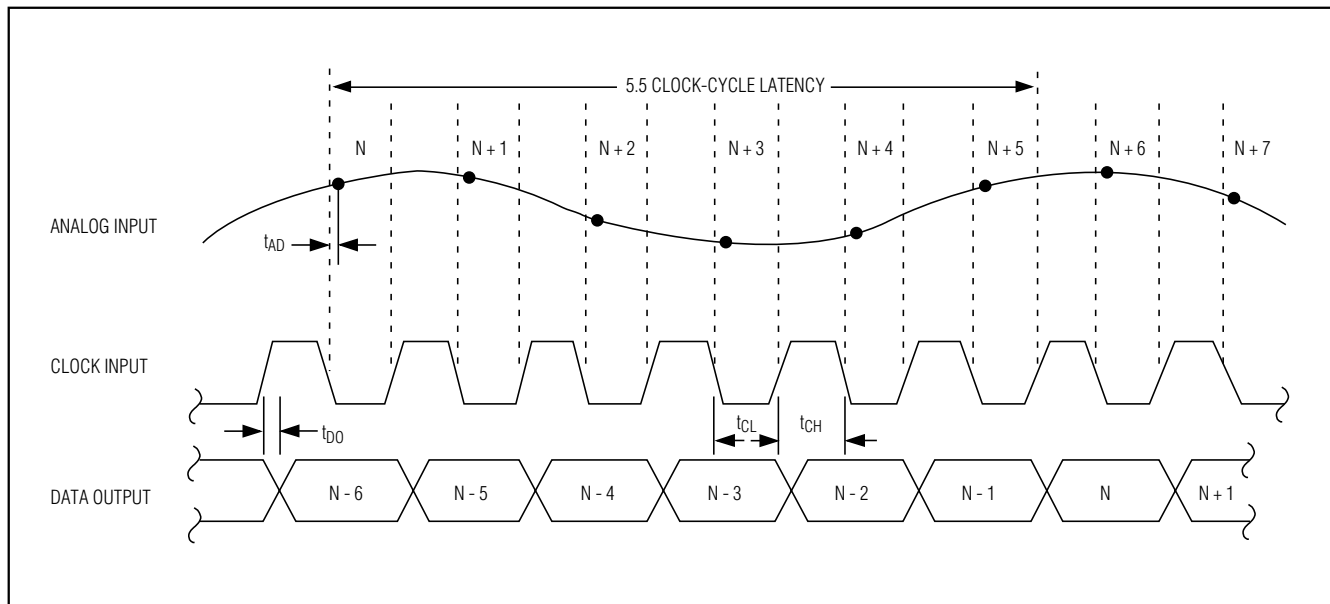 5.5 CLOCK-CYCLE LATENCY
N N + 1 N + 2 N + 3 N + 4 N + 5 N + 6 N + 7
ANALOG INPUT
tAD
CLOCK INPUT
tDO
tCL tCH
DATA OUTPUT N - 6 N - 5 N - 4 N - 3 N - 2 N - 1 N N + 1